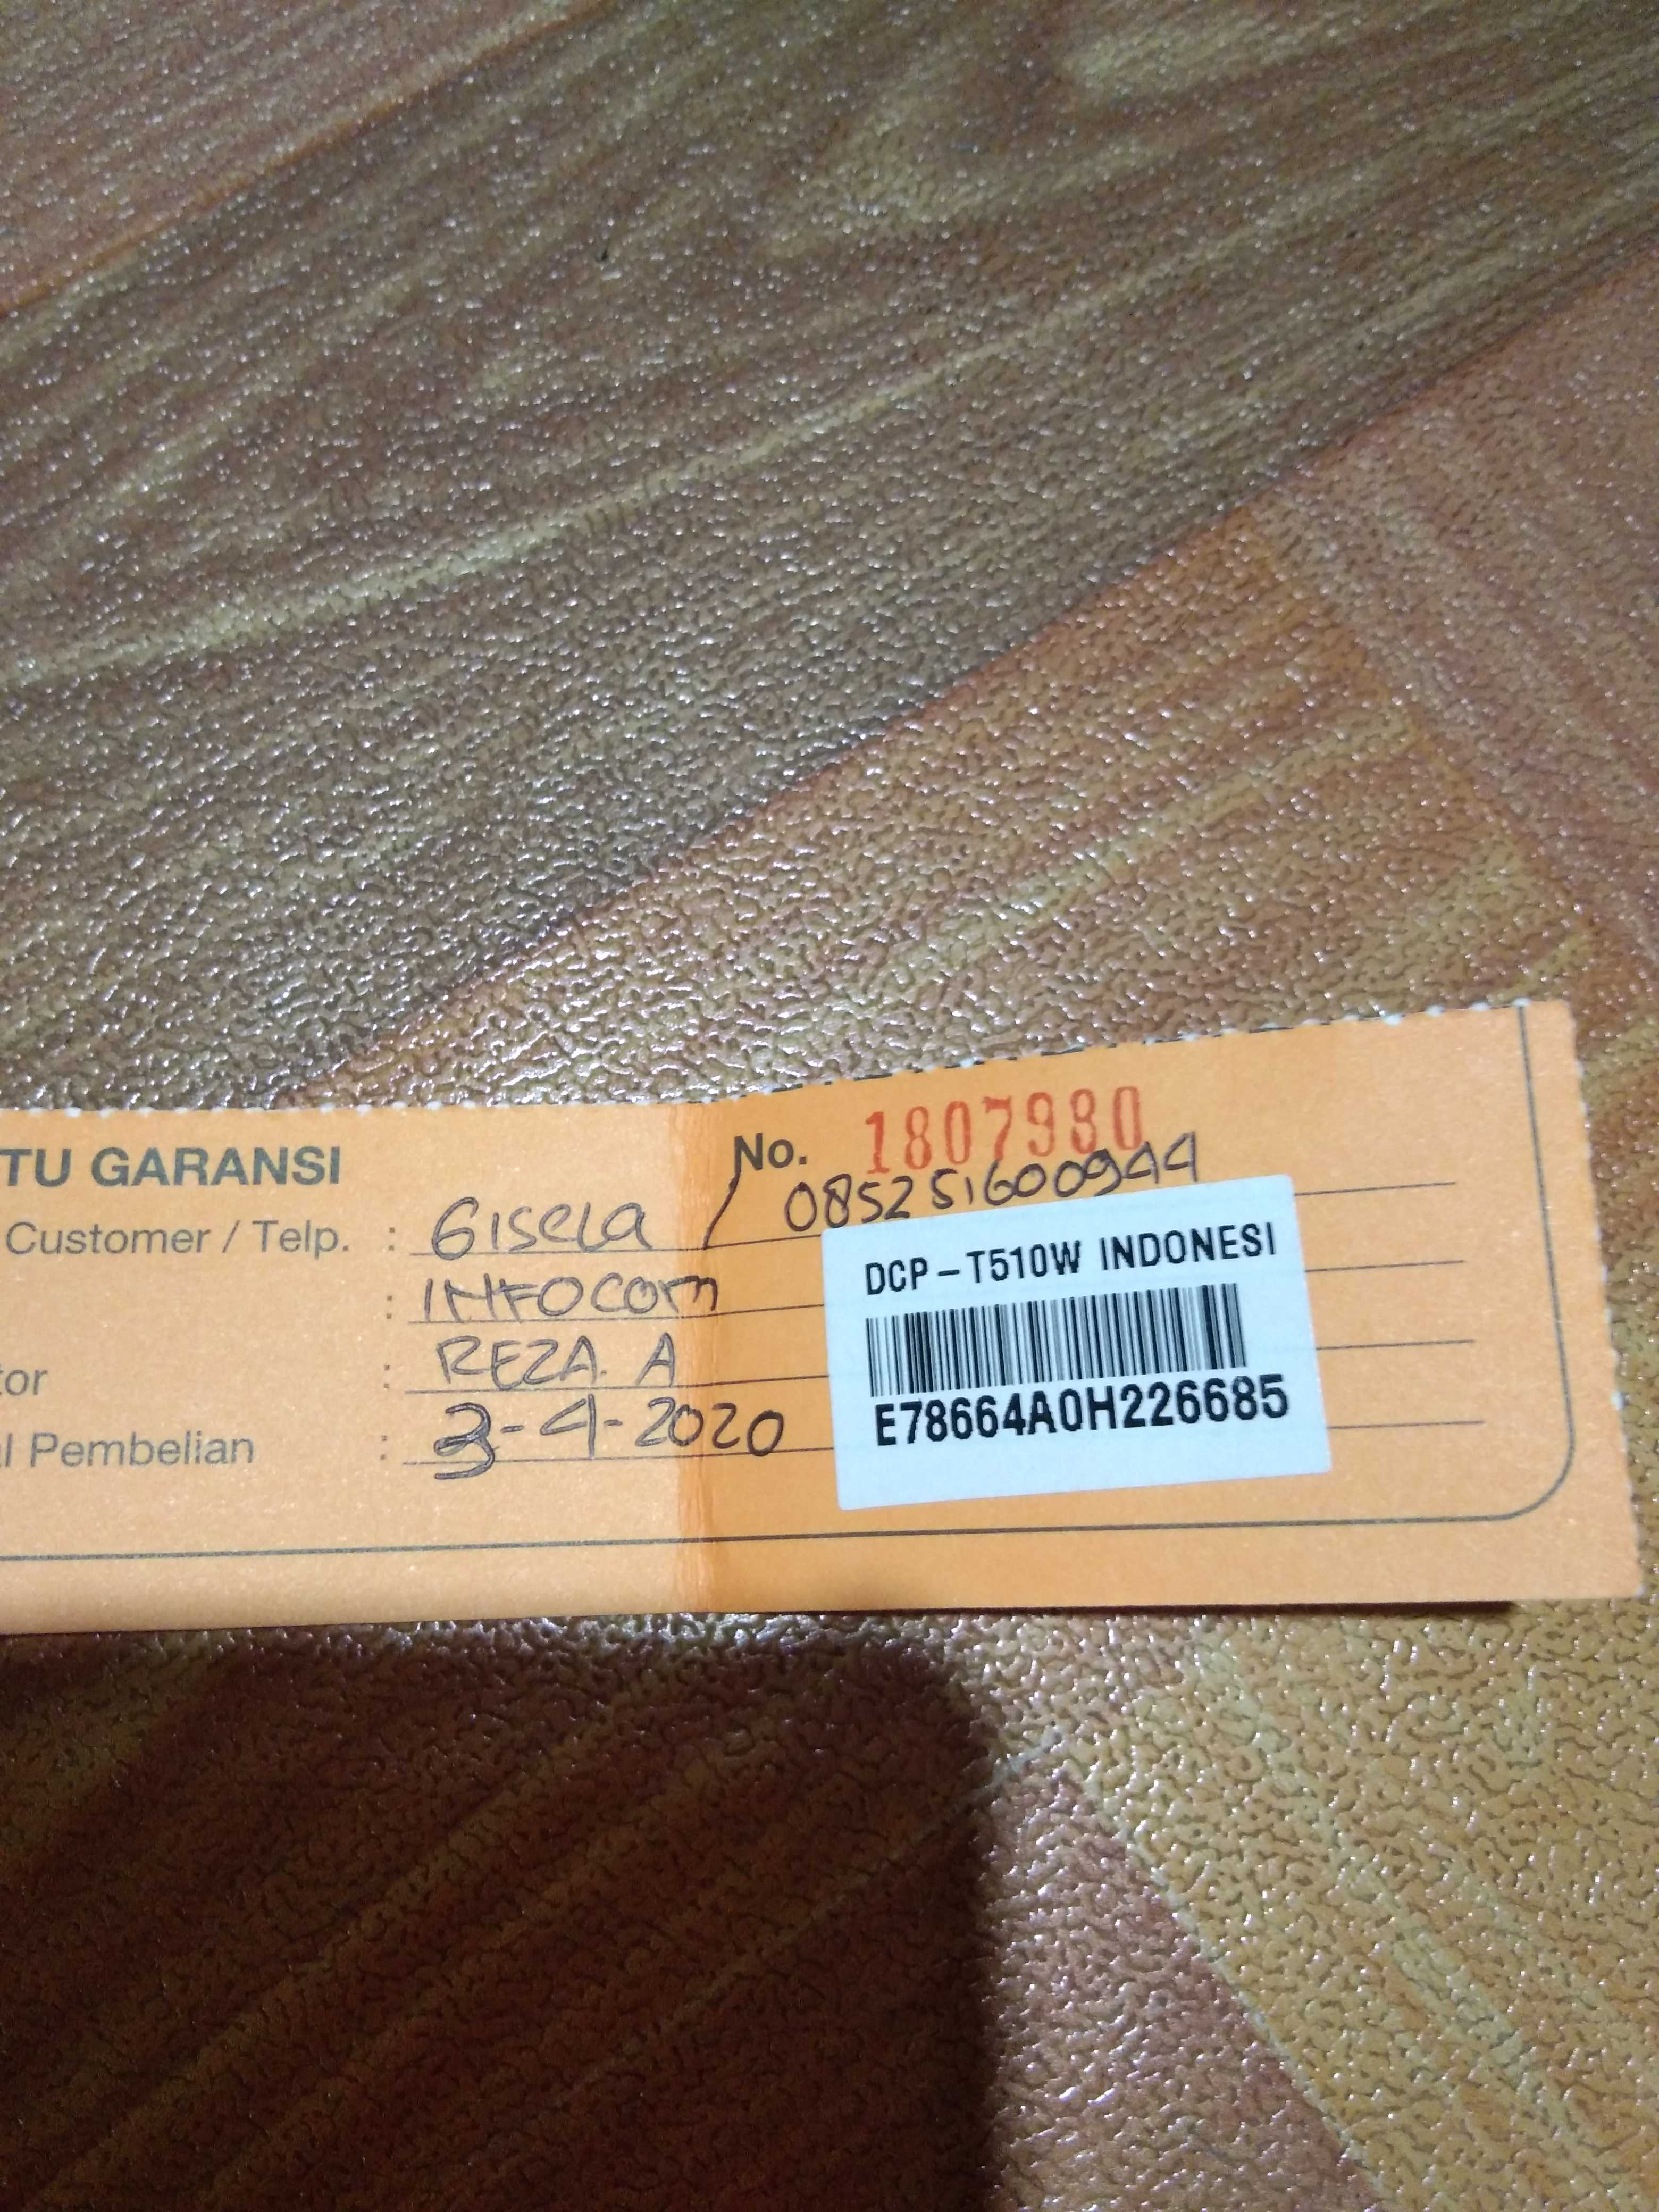 TU GARANSI No. 1807980
Customer / Telp. : Gisela / 085251600944
: INFOCOM
tor : REZA. A
l Pembelian : 3-4-2020
DCP-T510W INDONESI
E78664A0H226685